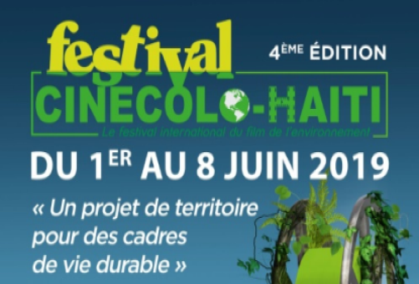 festival
4ÈME ÉDITION
CINECOLO-HAITI
Le festival international du film de l'environnement
DU 1ER AU 8 JUIN 2019
« Un projet de territoire
pour des cadres
de vie durable »